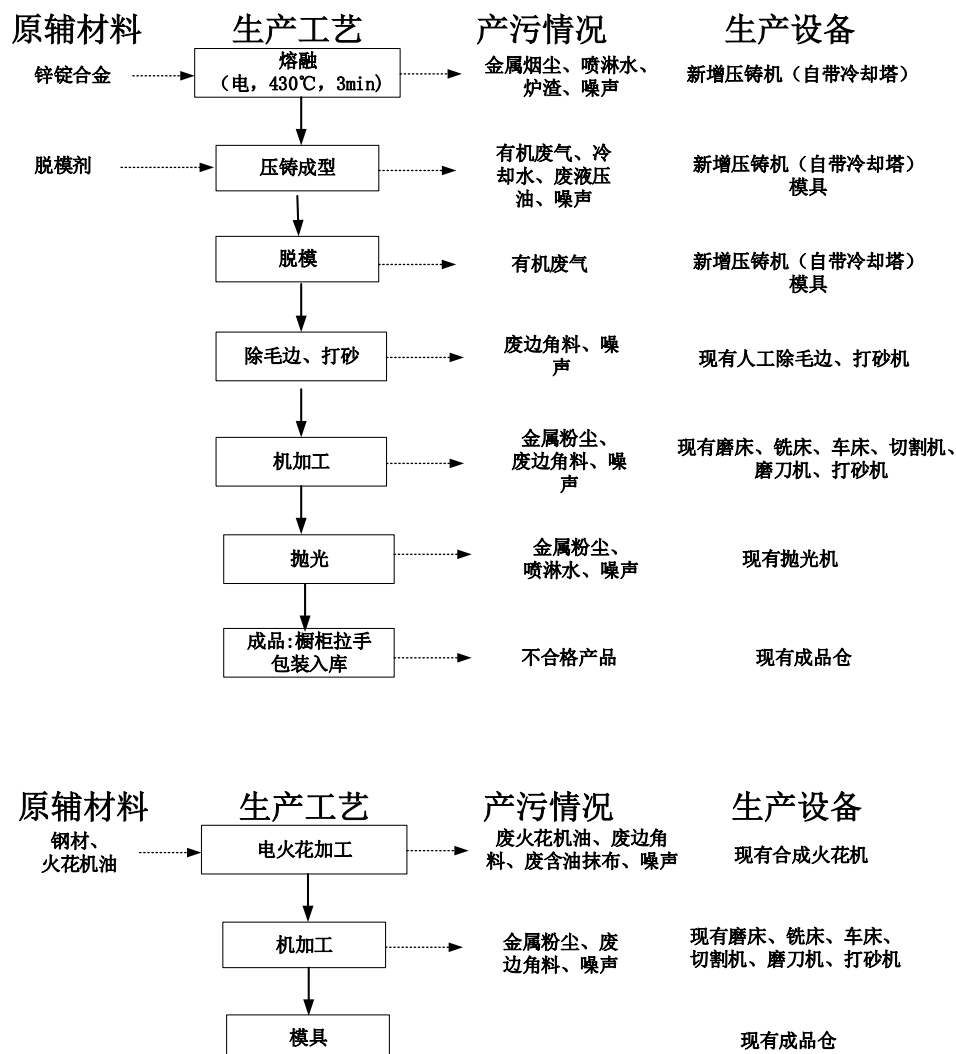 原辅材料 生产工艺 产污情况 生产设备
锌锭合金
熔融
（电，430℃，3min)
金属烟尘、喷淋水、
炉渣、噪声
新增压铸机（自带冷却塔）
脱模剂
压铸成型
有机废气、冷
却水、废液压
油、噪声
新增压铸机（自带冷却塔）
模具
脱模
有机废气
新增压铸机（自带冷却塔）
模具
除毛边、打砂
废边角料、噪
声
现有人工除毛边、打砂机
机加工
金属粉尘、
废边角料、噪
声
现有磨床、铣床、车床、切割机、
磨刀机、打砂机
抛光
金属粉尘、
喷淋水、噪声
现有抛光机
成品:橱柜拉手
包装入库
不合格产品
现有成品仓
原辅材料 生产工艺 产污情况 生产设备
钢材、
火花机油
电火花加工
废火花机油、废边角
料、废含油抹布、噪声
现有合成火花机
机加工
金属粉尘、废
边角料、噪声
现有磨床、铣床、车床、
切割机、磨刀机、打砂机
模具
现有成品仓